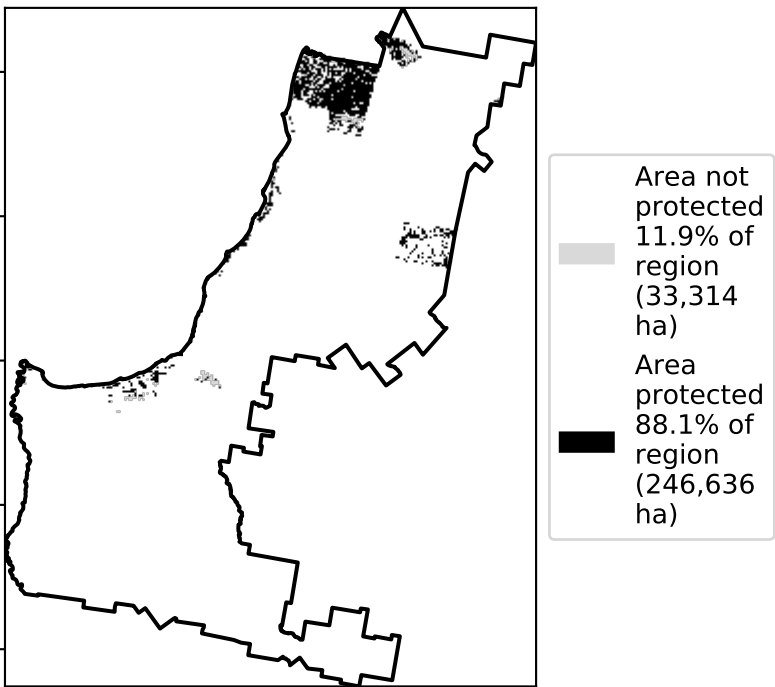 Area not
protected
11.9% of
region
(33,314
ha)
Area
protected
88.1% of
region
(246,636
ha)